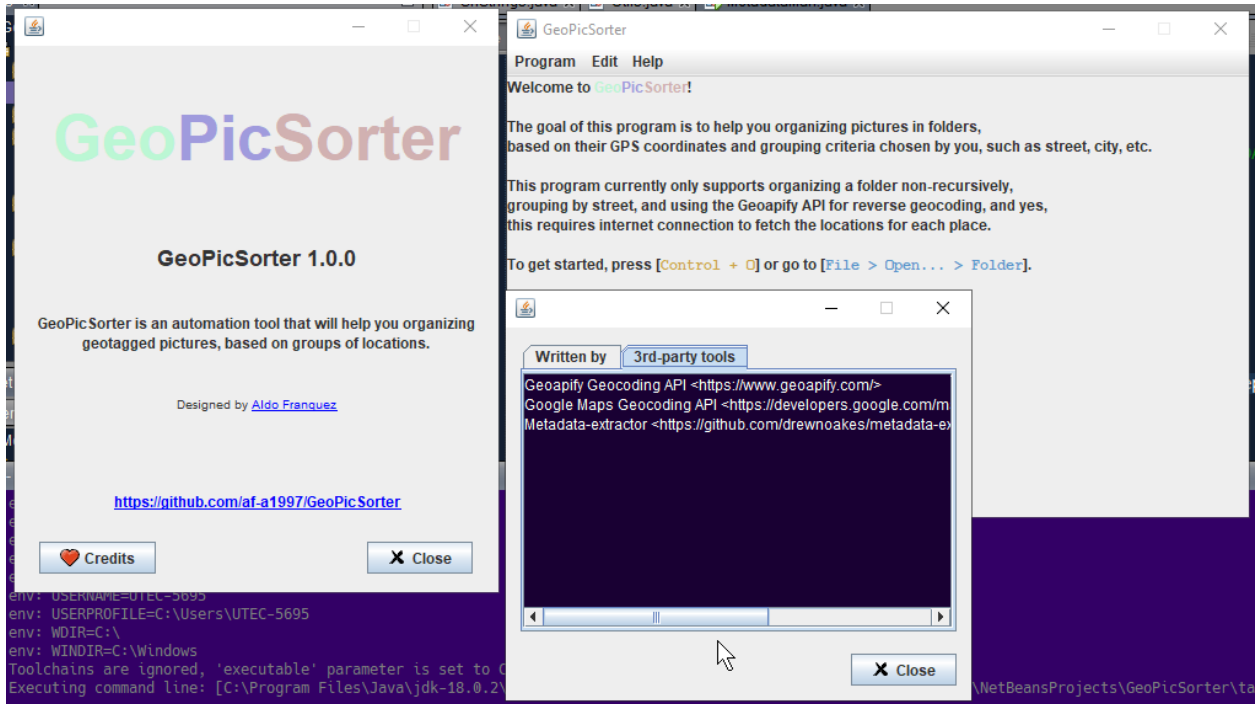 GeoPicSorter
GeoPicSorter 1.0.0
GeoPicSorter is an automation tool that will help you organizing
geotagged pictures, based on groups of locations.
Designed by Aldo Franquez
https://github.com/af-a1997/GeoPicSorter
Credits
Close
GeoPicSorter
Program Edit Help
Welcome to GeoPicSorter!
The goal of this program is to help you organizing pictures in folders,
based on their GPS coordinates and grouping criteria chosen by you, such as street, city, etc.
This program currently only supports organizing a folder non-recursively,
grouping by street, and using the Geoapify API for reverse geocoding, and yes,
this requires internet connection to fetch the locations for each place.
To get started, press [Control + O] or go to [File > Open... > Folder].
Written by 3rd-party tools
Geoapify Geocoding API <https://www.geoapify.com/>
Google Maps Geocoding API <https://developers.google.com/m
Metadata-extractor <https://github.com/drewnoakes/metadata-ex
Close
env: USERNAME=UTEC-5695
env: USERPROFILE=C:\Users\UTEC-5695
env: WDIR=C:\
env: WINDIR=C:\Windows
Toolchains are ignored, 'executable' parameter is set to
Executing command line: [C:\Program Files\Java\jdk-18.0.2\
\NetBeansProjects\GeoPicSorter\ta